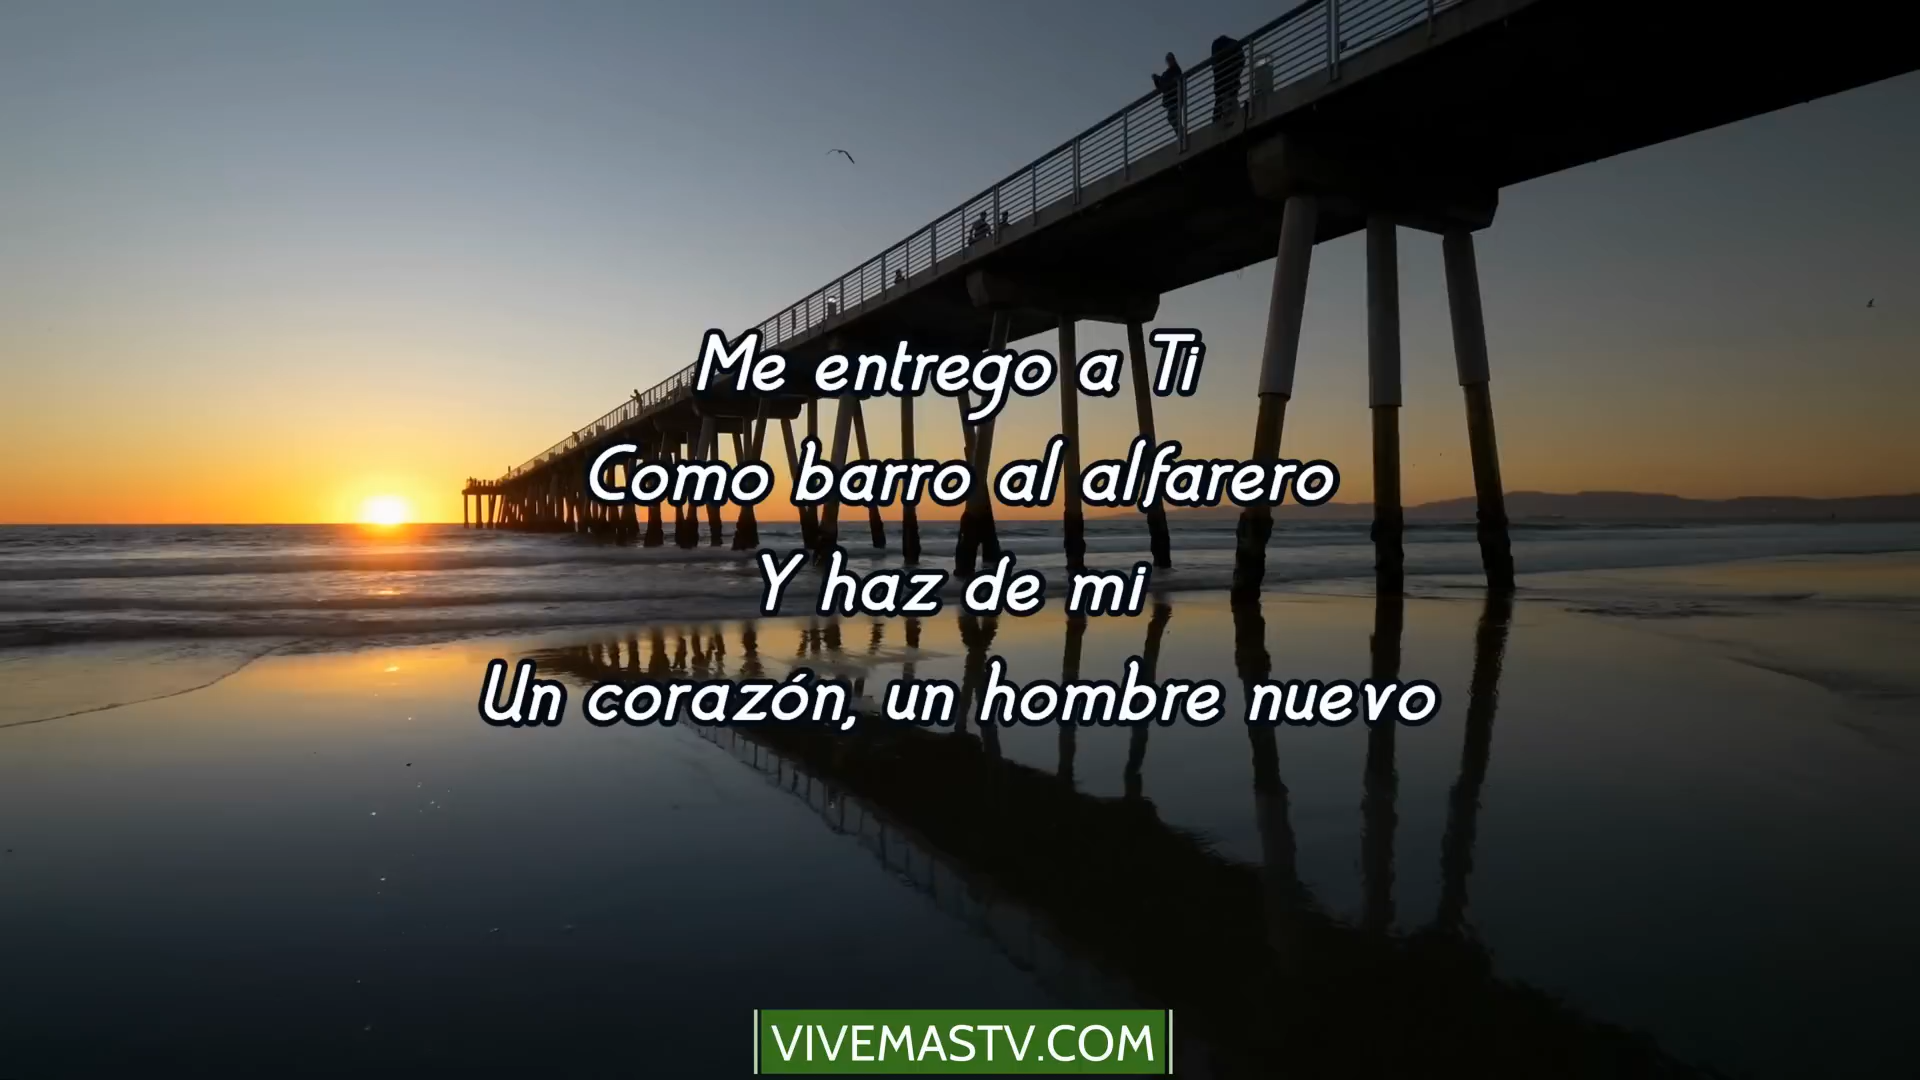 Me entrego a Ti
Como barro al alfarero
Y haz de mi
Un corazón, un hombre nuevo
VIVEMASTV.COM